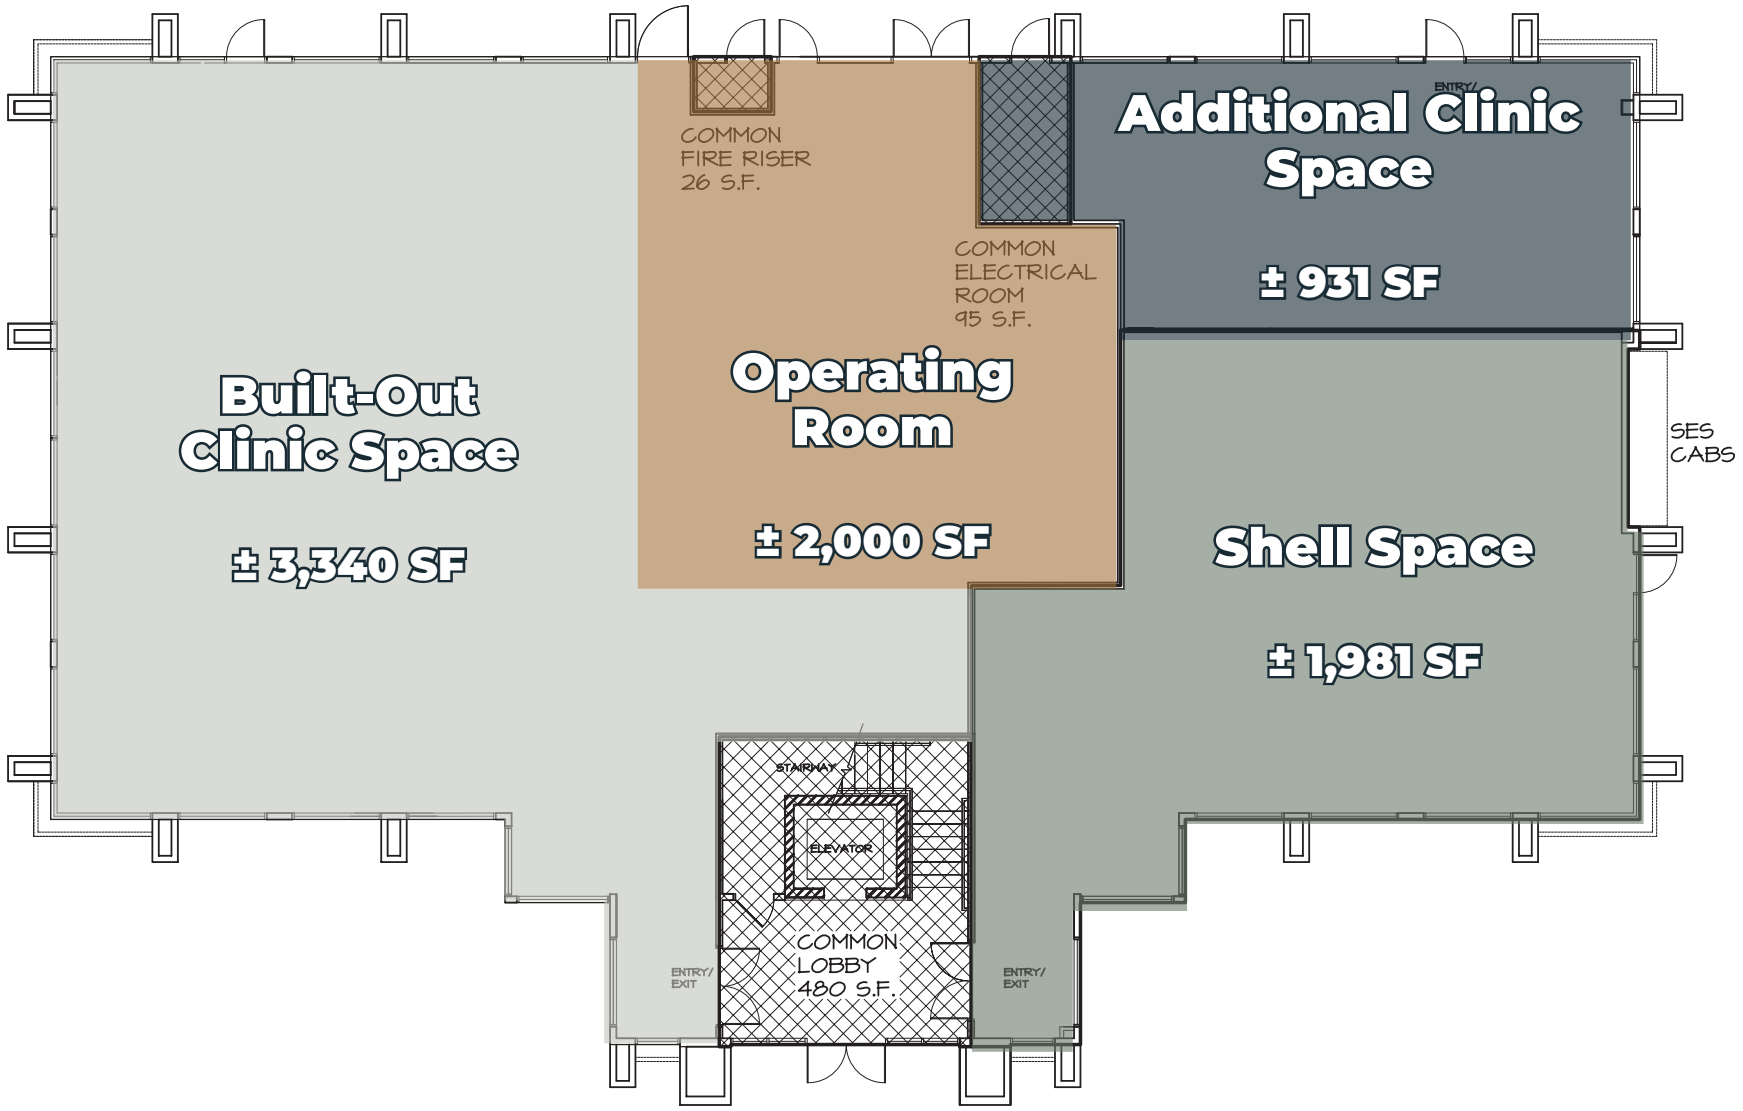 COMMON
FIRE RISER
26 S.F.
ENTRY/
Additional Clinic
Space
± 931 SF
COMMON
ELECTRICAL
ROOM
95 S.F.
Built-Out
Clinic Space
± 3,340 SF
Operating
Room
± 2,000 SF
SES
CABS
Shell Space
± 1,981 SF
STAIRWAY
ELEVATOR
COMMON
LOBBY
480 S.F.
ENTRY/
EXIT
ENTRY/
EXIT